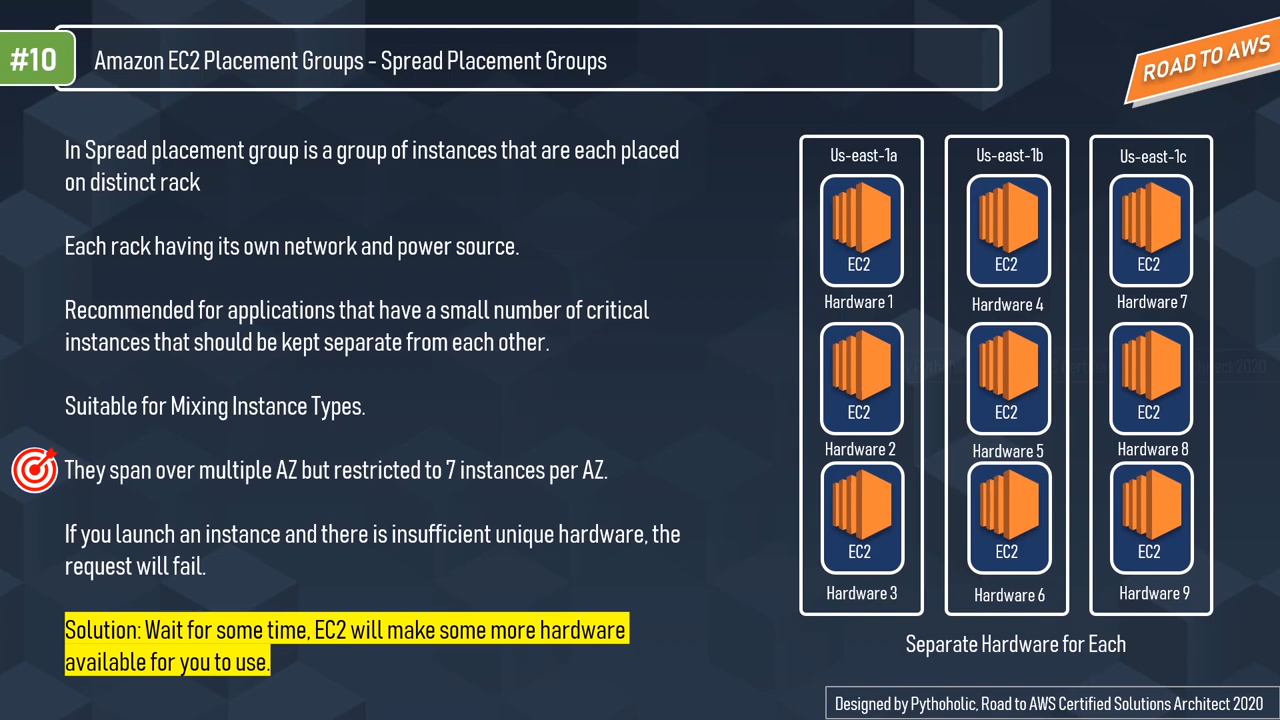 #10
Amazon EC2 Placement Groups - Spread Placement Groups
ROAD TO AWS
In Spread placement group is a group of instances that are each placed
on distinct rack
Each rack having its own network and power source.
Recommended for applications that have a small number of critical
instances that should be kept separate from each other.
Suitable for Mixing Instance Types.
They span over multiple AZ but restricted to 7 instances per AZ.
If you launch an instance and there is insufficient unique hardware, the
request will fail.
Solution: Wait for some time, EC2 will make some more hardware
available for you to use.
Us-east-1a
EC2
Hardware 1
EC2
Hardware 2
EC2
Hardware 3
Us-east-1b
EC2
Hardware 4
EC2
Hardware 5
EC2
Hardware 6
Us-east-1c
EC2
Hardware 7
EC2
Hardware 8
EC2
Hardware 9
Separate Hardware for Each
Designed by Pythoholic, Road to AWS Certified Solutions Architect 2020